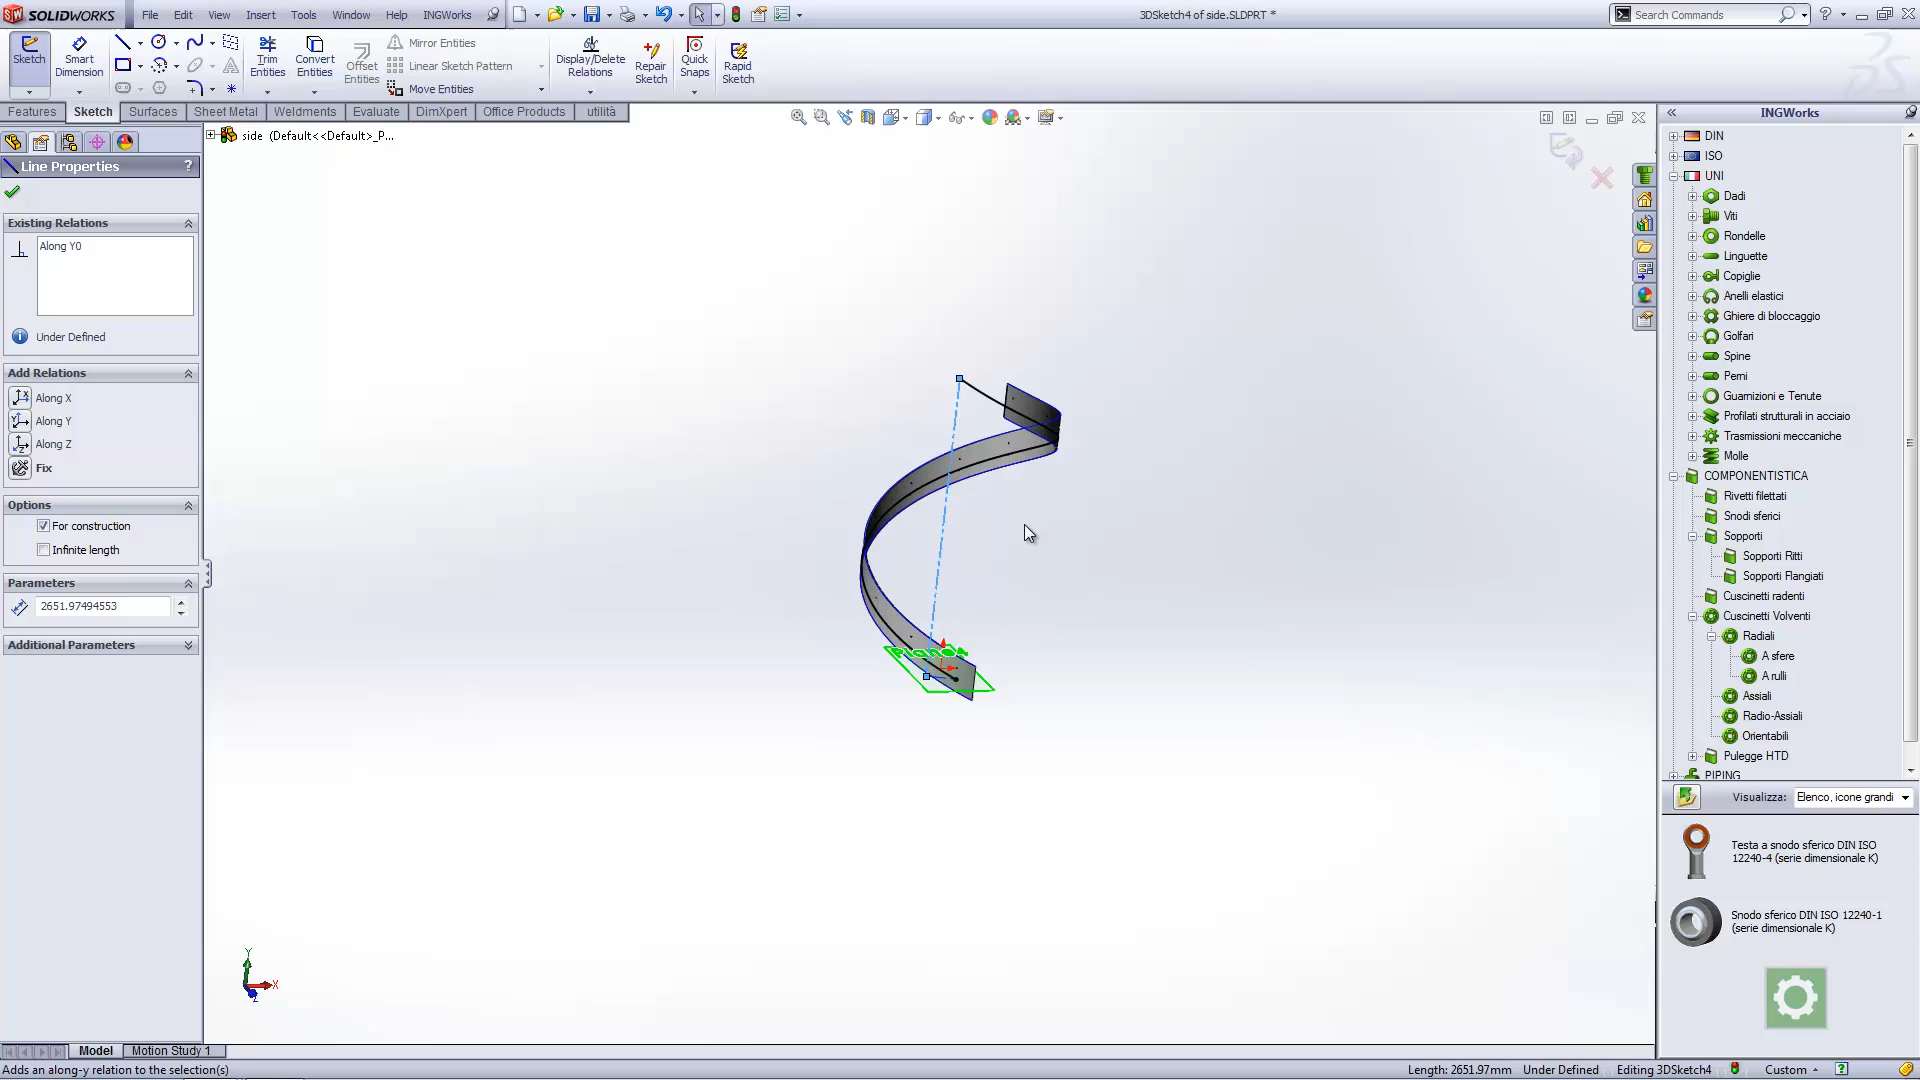 SOLIDWORKS
File Edit View Insert Tools Window Help INGWorks
3DSketch4 of side.SLDPRT *
Search Commands
Sketch
Smart Dimension
Trim Entities
Convert Entities
Offset Entities
Mirror Entities
Linear Sketch Pattern
Move Entities
Display/Delete Relations
Repair Sketch
Quick Snaps
Rapid Sketch
Features Sketch Surfaces Sheet Metal Weldments Evaluate DimXpert Office Products utilità
side (Default<<Default>_P...
Line Properties
?
Existing Relations
Along Y0
Under Defined
Add Relations
Along X
Along Y
Along Z
Fix
Options
For construction
Infinite length
Parameters
2651.97494553
Additional Parameters
Plane4
Y
X
Z
INGWorks
DIN
ISO
UNI
Dadi
Viti
Rondelle
Linguette
Copiglie
Anelli elastici
Ghiere di bloccaggio
Golfari
Spine
Perni
Guarnizioni e Tenute
Profilati strutturali in acciaio
Trasmissioni meccaniche
Molle
COMPONENTISTICA
Rivetti filettati
Snodi sferici
Sopporti
Sopporti Ritti
Sopporti Flangiati
Cuscinetti radenti
Cuscinetti Volventi
Radiali
A sfere
A rulli
Assiali
Radio-Assiali
Orientabili
Pulegge HTD
PIPING
Visualizza: Elenco, icone grandi
Testa a snodo sferico DIN ISO
12240-4 (serie dimensionale K)
Snodo sferico DIN ISO 12240-1
(serie dimensionale K)
Model Motion Study 1
Adds an along-y relation to the selection(s)
Length: 2651.97mm Under Defined Editing 3DSketch4 Custom